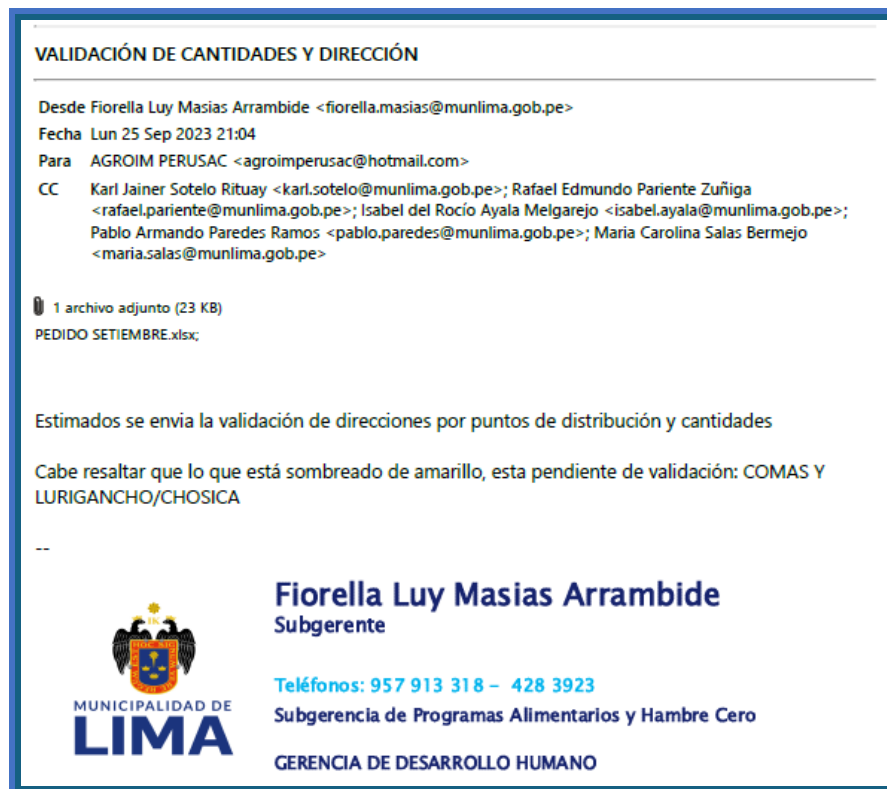 VALIDACIÓN DE CANTIDADES Y DIRECCIÓN
Desde Fiorella Luy Masias Arrambide <fiorella.masias@munlima.gob.pe>
Fecha Lun 25 Sep 2023 21:04
Para AGROIM PERUSAC <agroimperusac@hotmail.com>
CC Karl Jainer Sotelo Rituay <karl.sotelo@munlima.gob.pe>; Rafael Edmundo Pariente Zuñiga
<rafael.pariente@munlima.gob.pe>; Isabel del Rocío Ayala Melgarejo <isabel.ayala@munlima.gob.pe>;
Pablo Armando Paredes Ramos <pablo.paredes@munlima.gob.pe>; Maria Carolina Salas Bermejo
<maria.salas@munlima.gob.pe>
1 archivo adjunto (23 KB)
PEDIDO SETIEMBRE.xlsx;
Estimados se envia la validación de direcciones por puntos de distribución y cantidades
Cabe resaltar que lo que está sombreado de amarillo, esta pendiente de validación: COMAS Y
LURIGANCHO/CHOSICA
--
Fiorella Luy Masias Arrambide
Subgerente
Teléfonos: 957 913 318 – 428 3923
Subgerencia de Programas Alimentarios y Hambre Cero
GERENCIA DE DESARROLLO HUMANO
MUNICIPALIDAD DE
LIMA